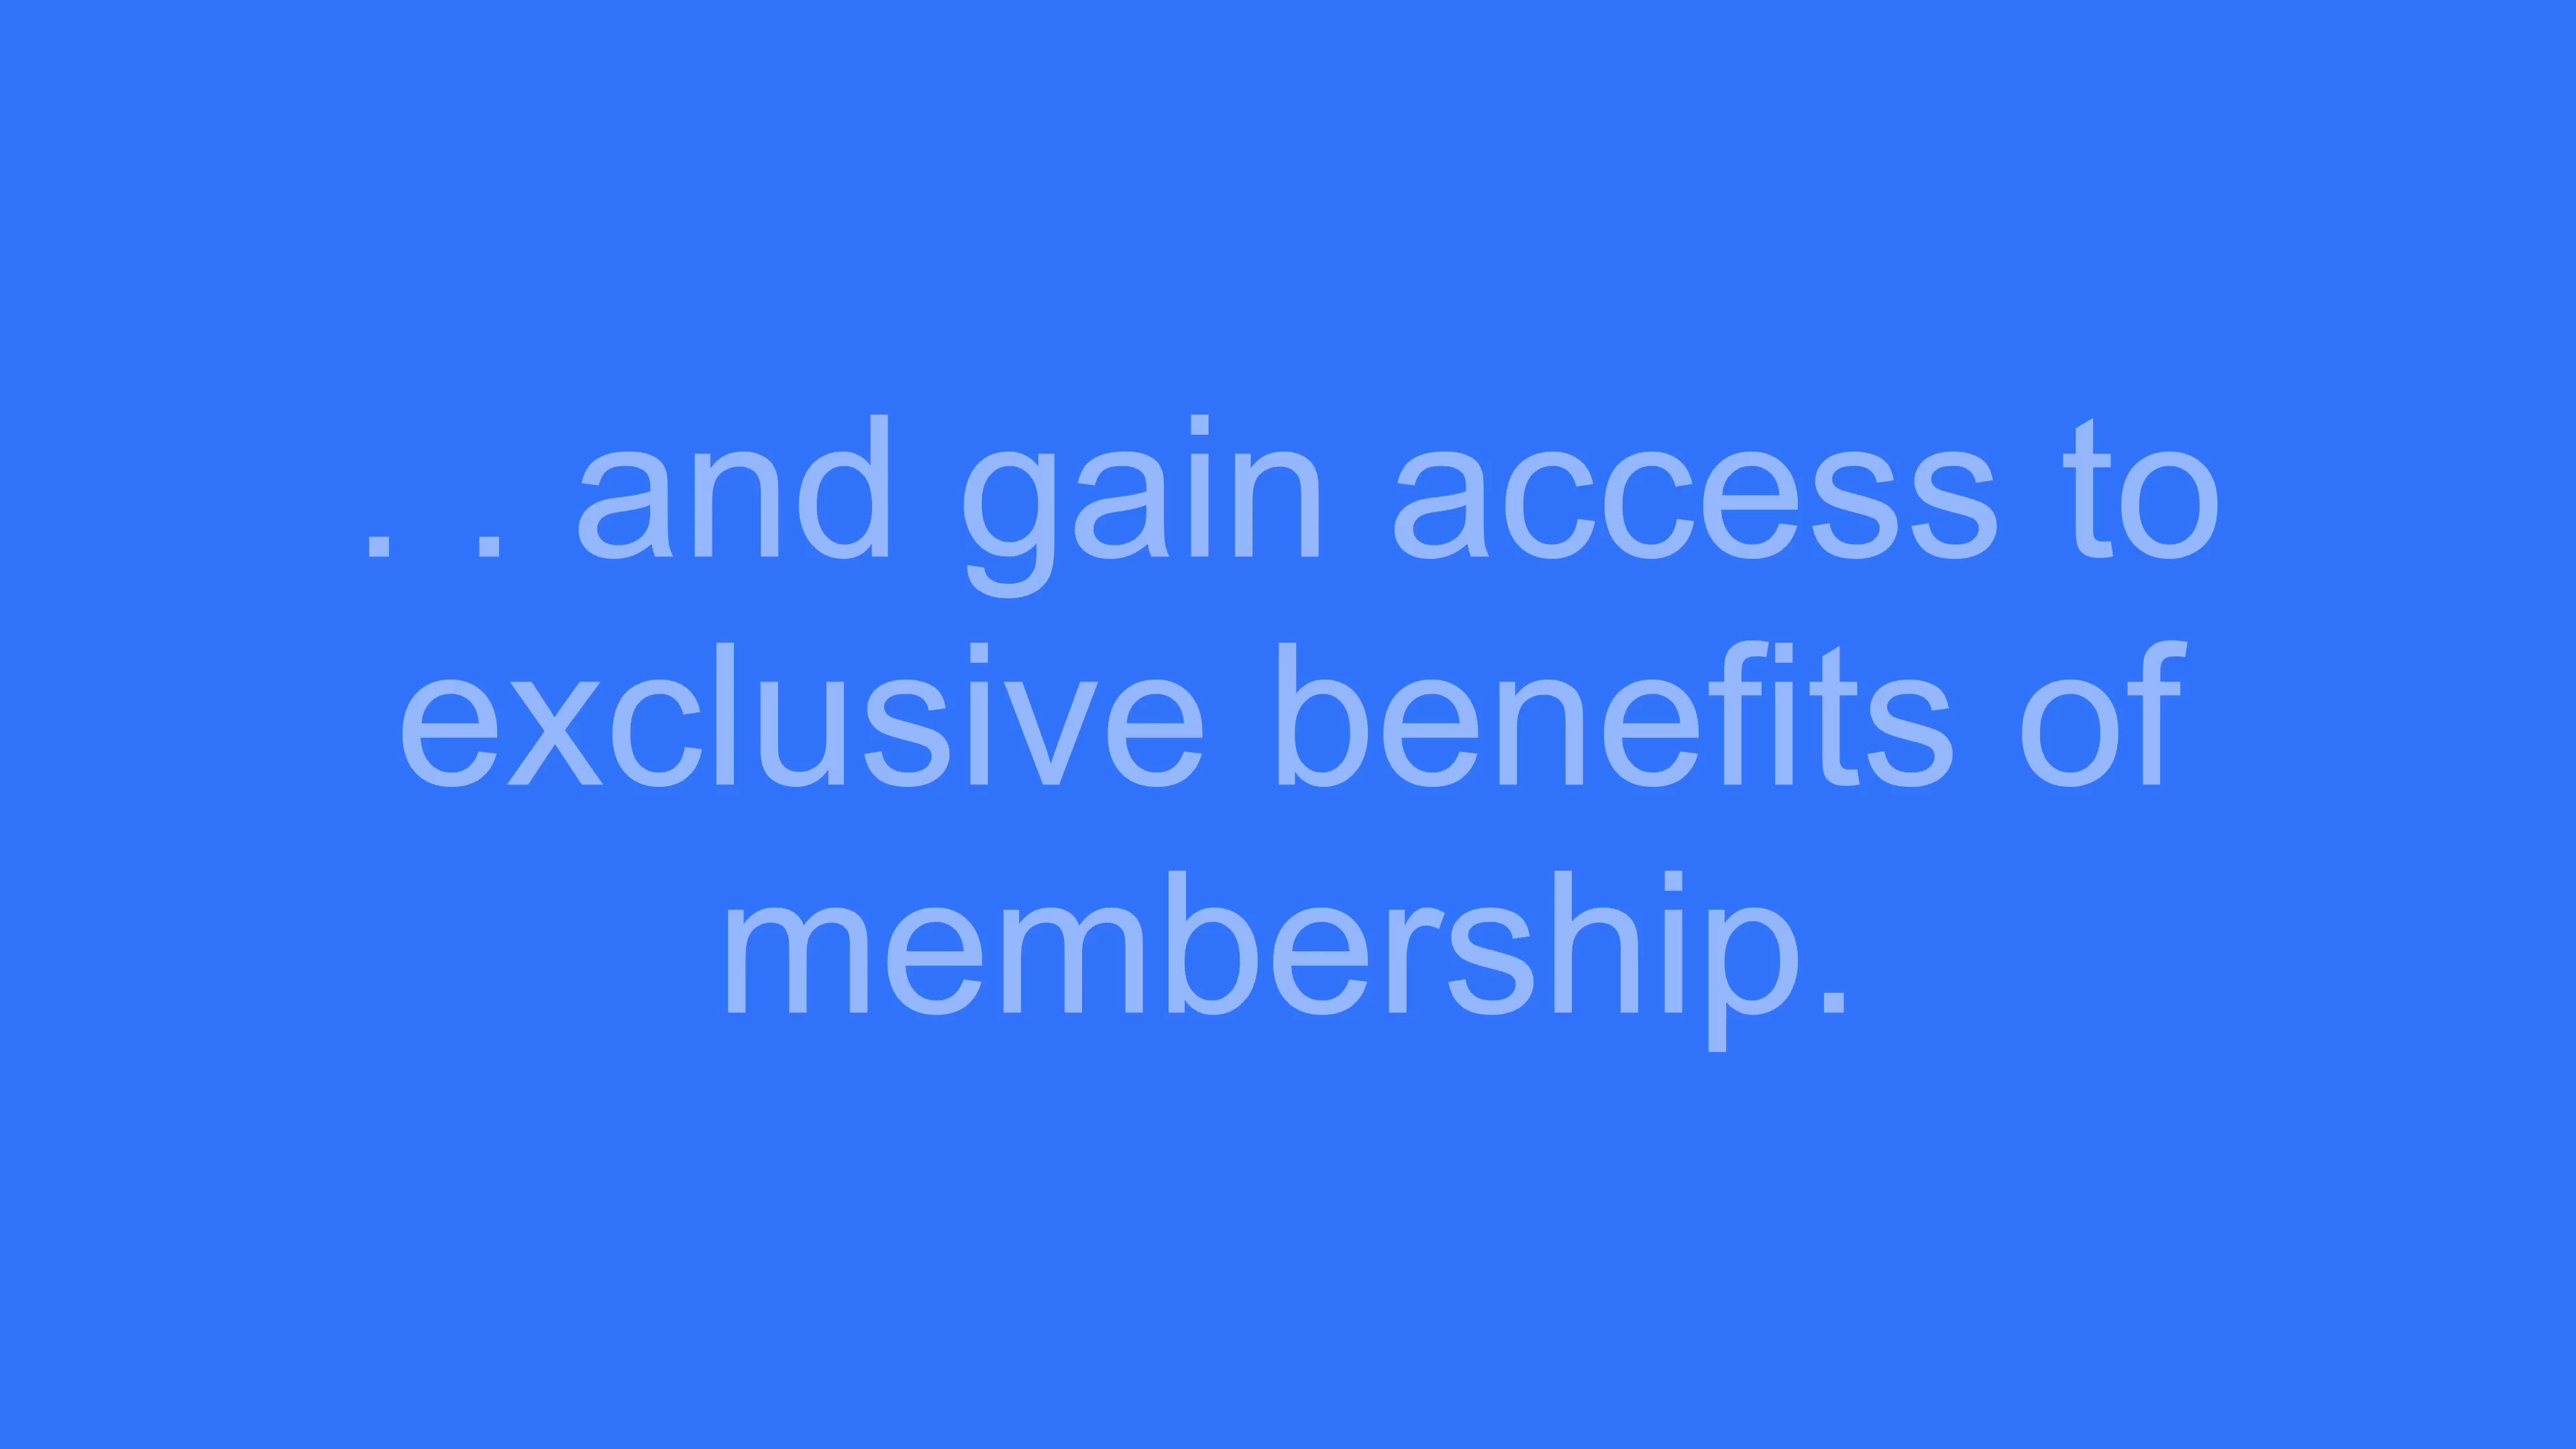 . . and gain access to
exclusive benefits of
membership.